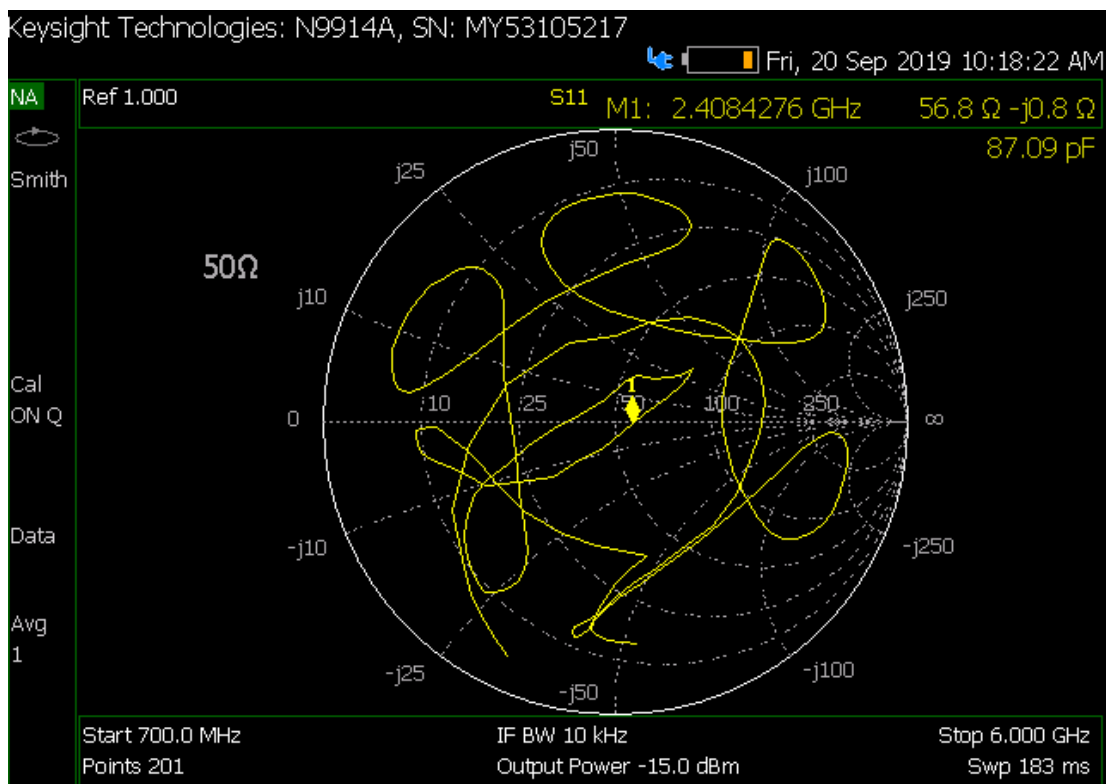 Keysight Technologies: N9914A, SN: MY53105217
Fri, 20 Sep 2019 10:18:22 AM
NA
Ref 1.000
S11
M1: 2.4084276 GHz
56.8 Ω -j0.8 Ω
87.09 pF
Smith
50Ω
j50
j25
j100
j10
j250
Cal
ON Q
0
10
25
50
100
250
∞
1
Data
-j10
-j250
Avg
1
-j25
-j100
-j50
Start 700.0 MHz
IF BW 10 kHz
Stop 6.000 GHz
Points 201
Output Power -15.0 dBm
Swp 183 ms